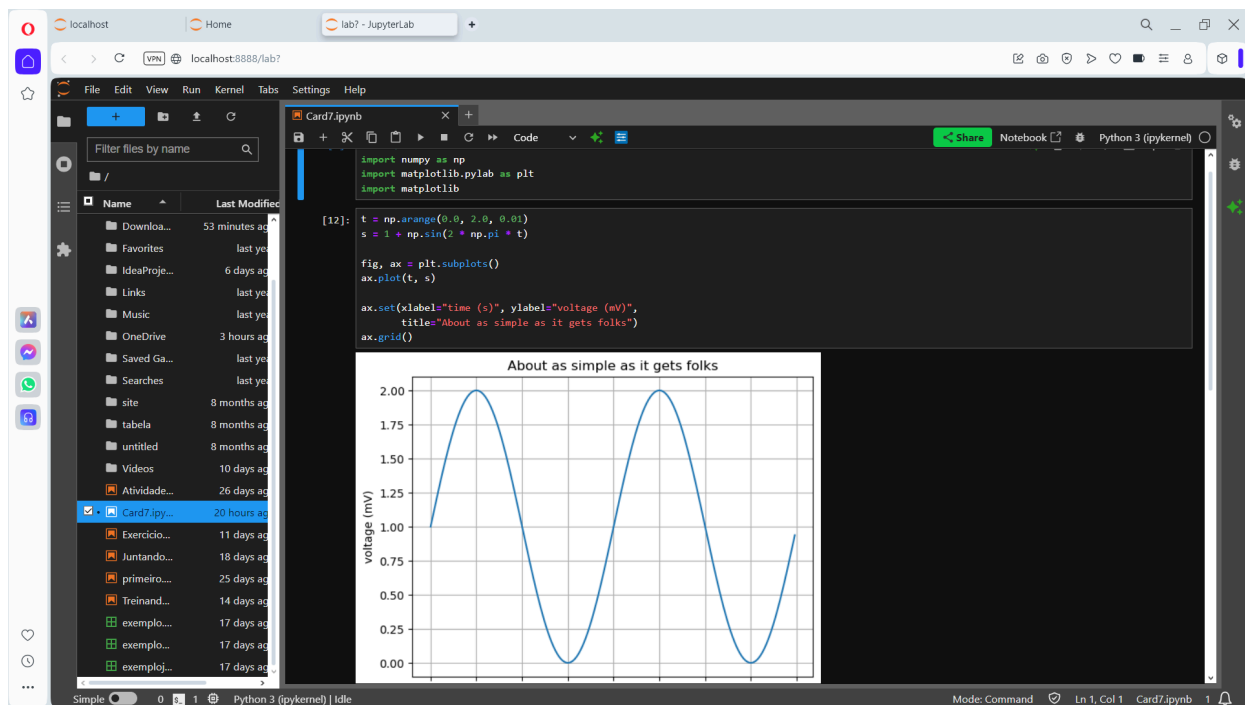 localhost
Home
lab? - JupyterLab
VPN
localhost:8888/lab?
File Edit View Run Kernel Tabs Settings Help
Card7.ipynb
Code
Share
Notebook
Python 3 (ipykernel)
Filter files by name
/
Name
Last Modified
Downloa... 53 minutes ag
Favorites last yea
IdeaProje... 6 days ag
Links last yea
Music last yea
OneDrive 3 hours ag
Saved Ga... last yea
Searches last yea
site 8 months ag
tabela 8 months ag
untitled 8 months ag
Videos 10 days ag
Atividade... 26 days ag
Card7.ipy... 20 hours ag
Exercicio... 11 days ag
Juntando... 18 days ag
primeiro.... 25 days ag
Treinand... 14 days ag
exemplo.... 17 days ag
exemplo... 17 days ag
exemploj... 17 days ag
import numpy as np
import matplotlib.pylab as plt
import matplotlib
[12]:
t = np.arange(0.0, 2.0, 0.01)
s = 1 + np.sin(2 * np.pi * t)
fig, ax = plt.subplots()
ax.plot(t, s)
ax.set(xlabel="time (s)", ylabel="voltage (mV)",
title="About as simple as it gets folks")
ax.grid()
About as simple as it gets folks
voltage (mV)
2.00
1.75
1.50
1.25
1.00
0.75
0.50
0.25
0.00
Simple 0 1 Python 3 (ipykernel) | Idle
Mode: Command Ln 1, Col 1 Card7.ipynb 1